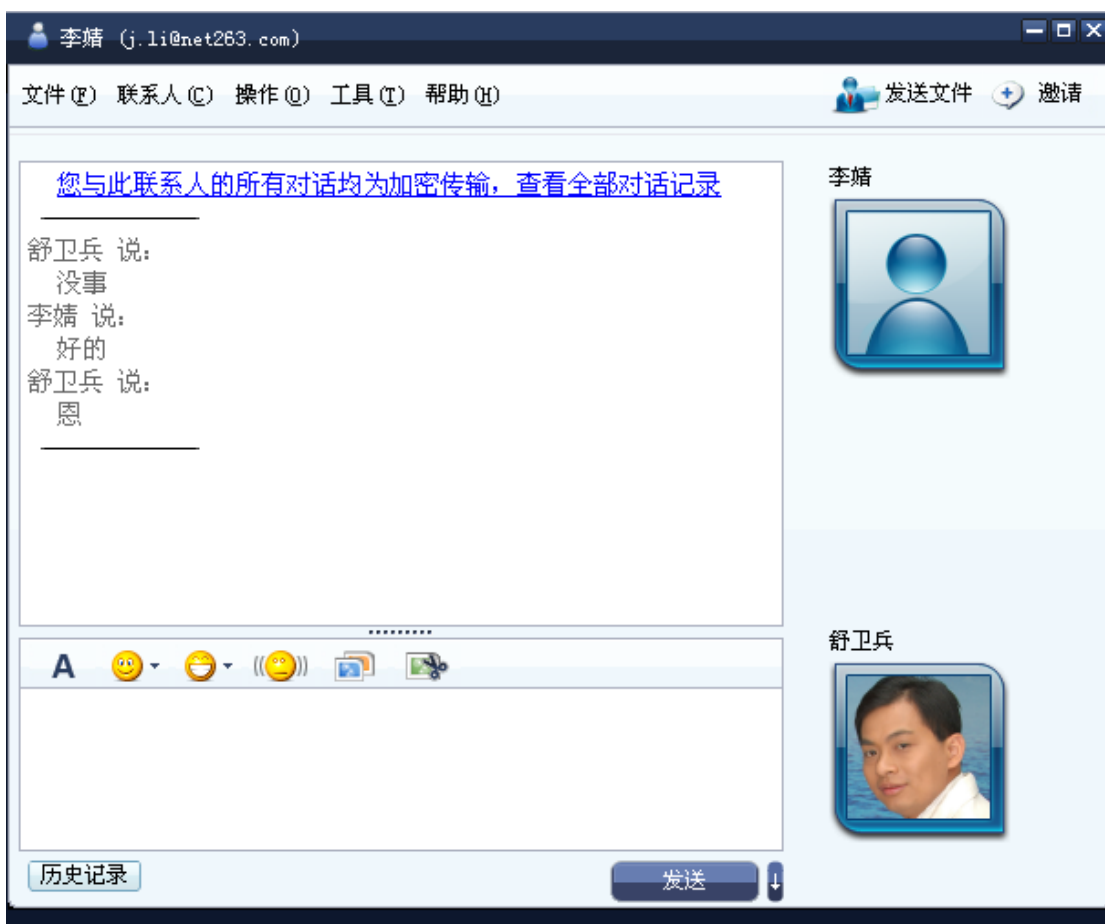 李婧 (j.li@net263.com)
文件(F) 联系人(C) 操作(O) 工具(T) 帮助(H)
发送文件 邀请
您与此联系人的所有对话均为加密传输，查看全部对话记录
舒卫兵 说：
没事
李婧 说：
好的
舒卫兵 说：
恩
李婧
舒卫兵
A
历史记录
发送